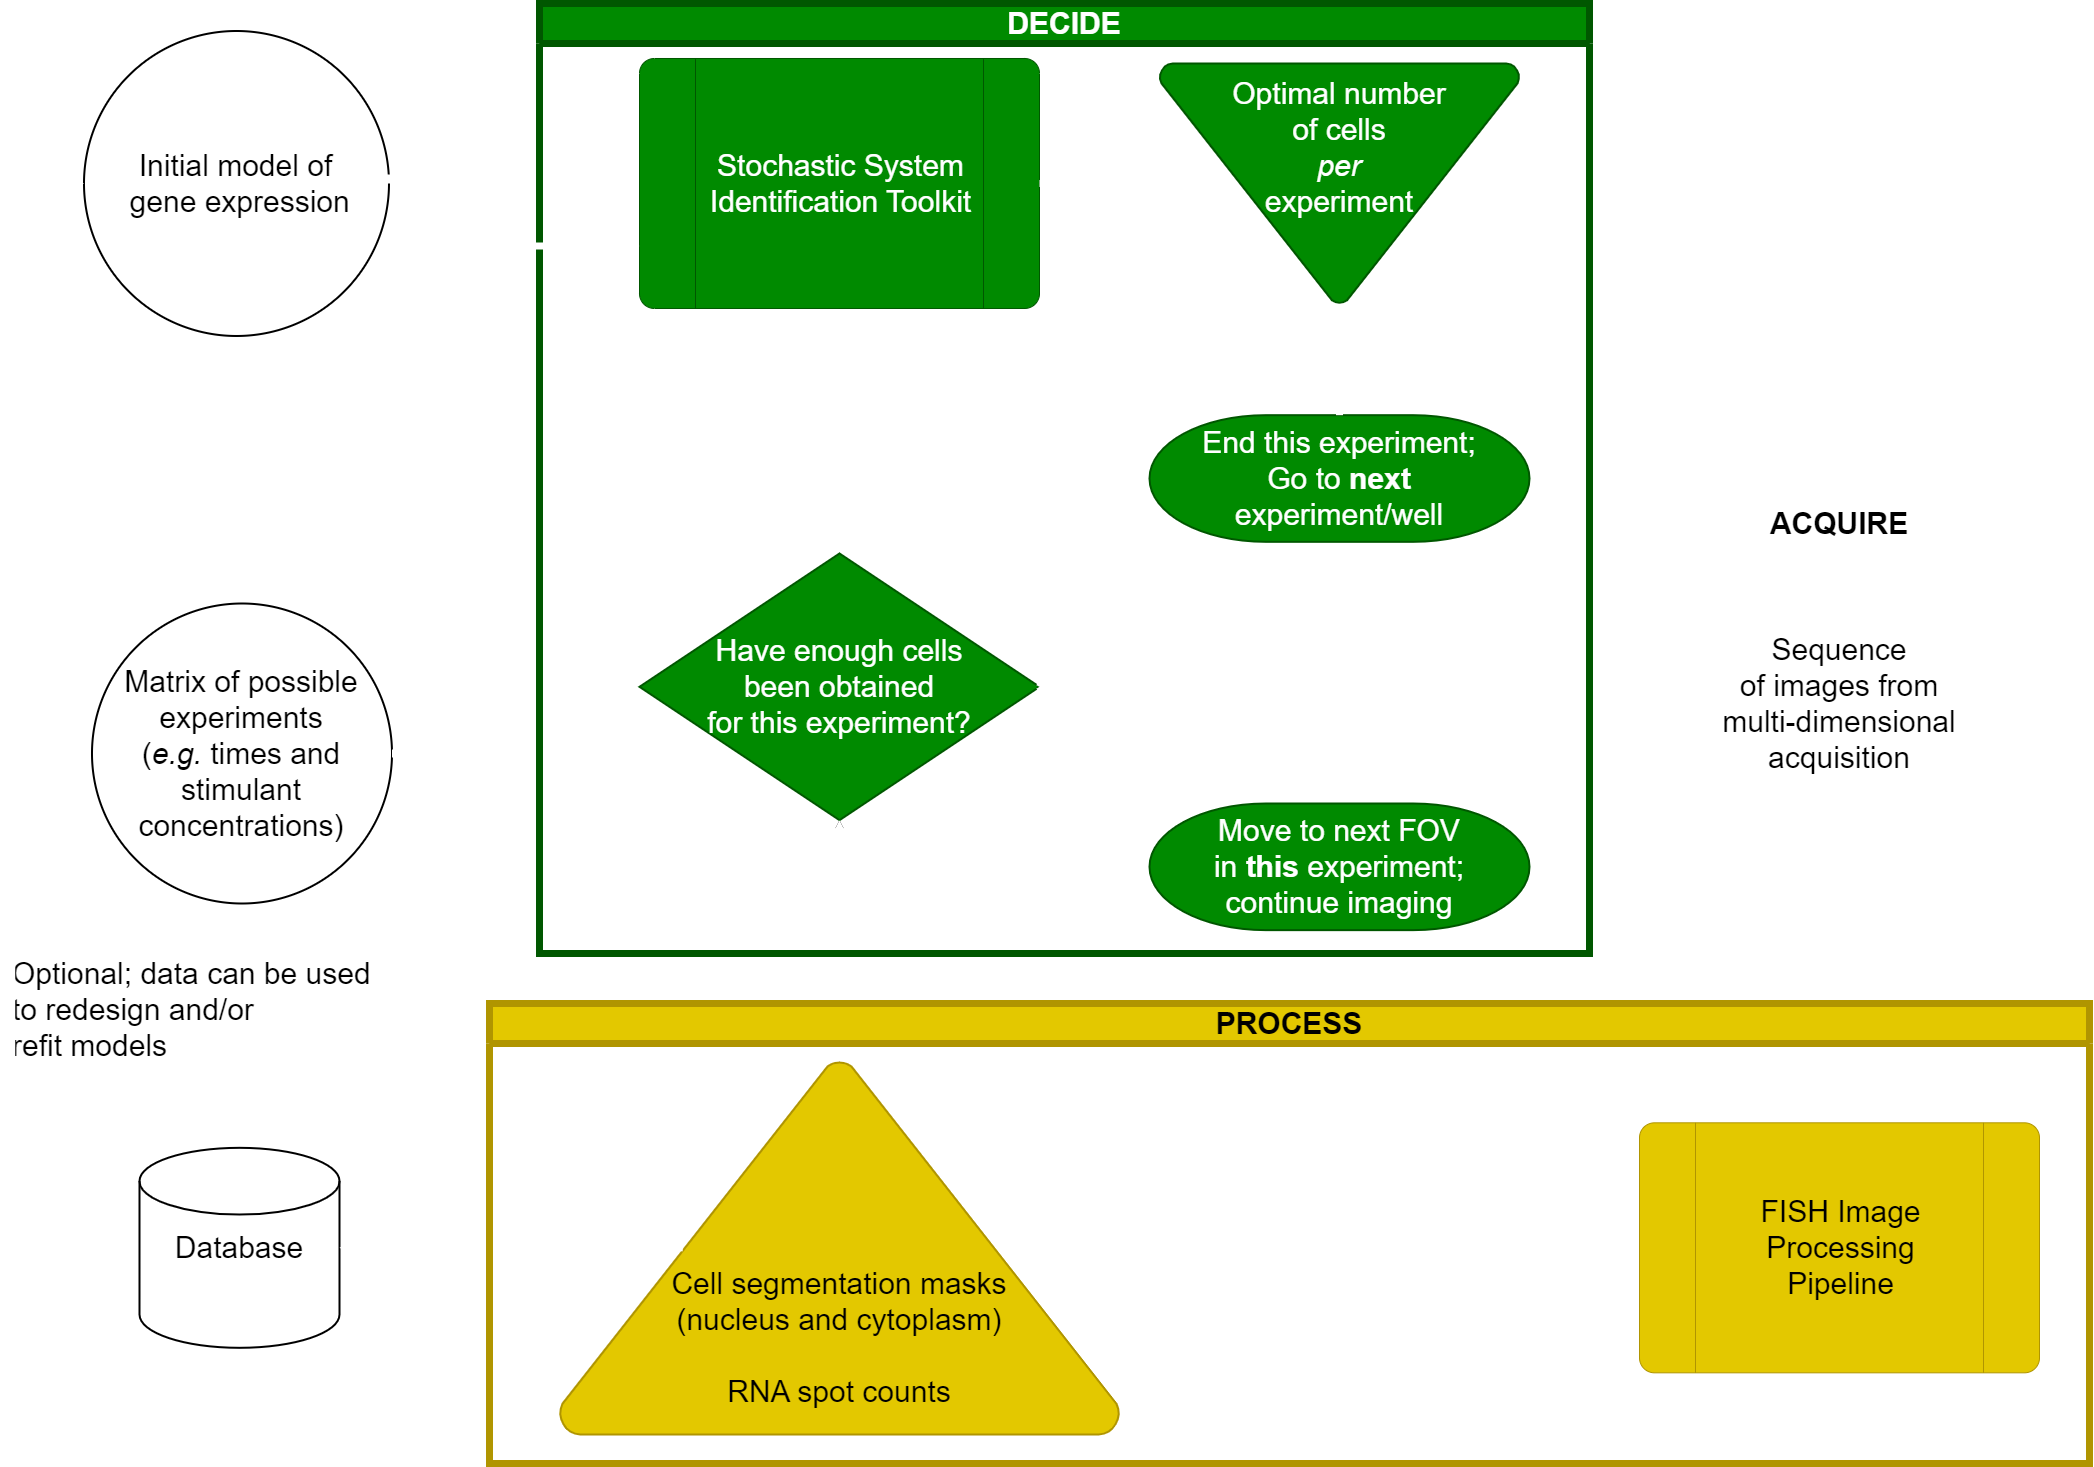 DECIDE
Initial model of
gene expression
Stochastic System
Identification Toolkit
Optimal number
of cells
per
experiment
End this experiment;
Go to next
experiment/well
Have enough cells
been obtained
for this experiment?
Move to next FOV
in this experiment;
continue imaging
ACQUIRE
Sequence
of images from
multi-dimensional
acquisition
Matrix of possible
experiments
(e.g. times and
stimulant
concentrations)
Optional; data can be used
to redesign and/or
refit models
Database
PROCESS
Cell segmentation masks
(nucleus and cytoplasm)
RNA spot counts
FISH Image
Processing
Pipeline